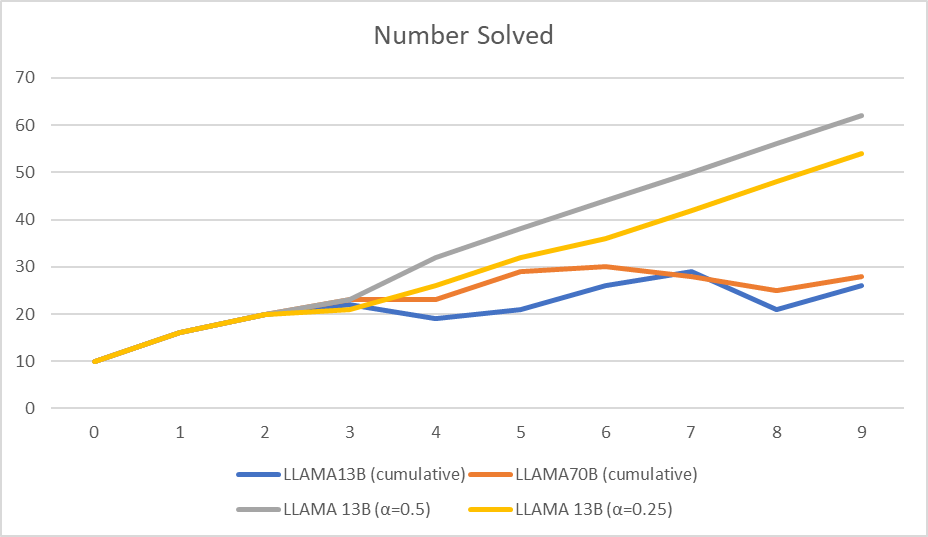 Number Solved
70
60
50
40
30
20
10
0
0 1 2 3 4 5 6 7 8 9
LLAMA13B (cumulative) LLAMA70B (cumulative)
LLAMA 13B (α=0.5) LLAMA 13B (α=0.25)